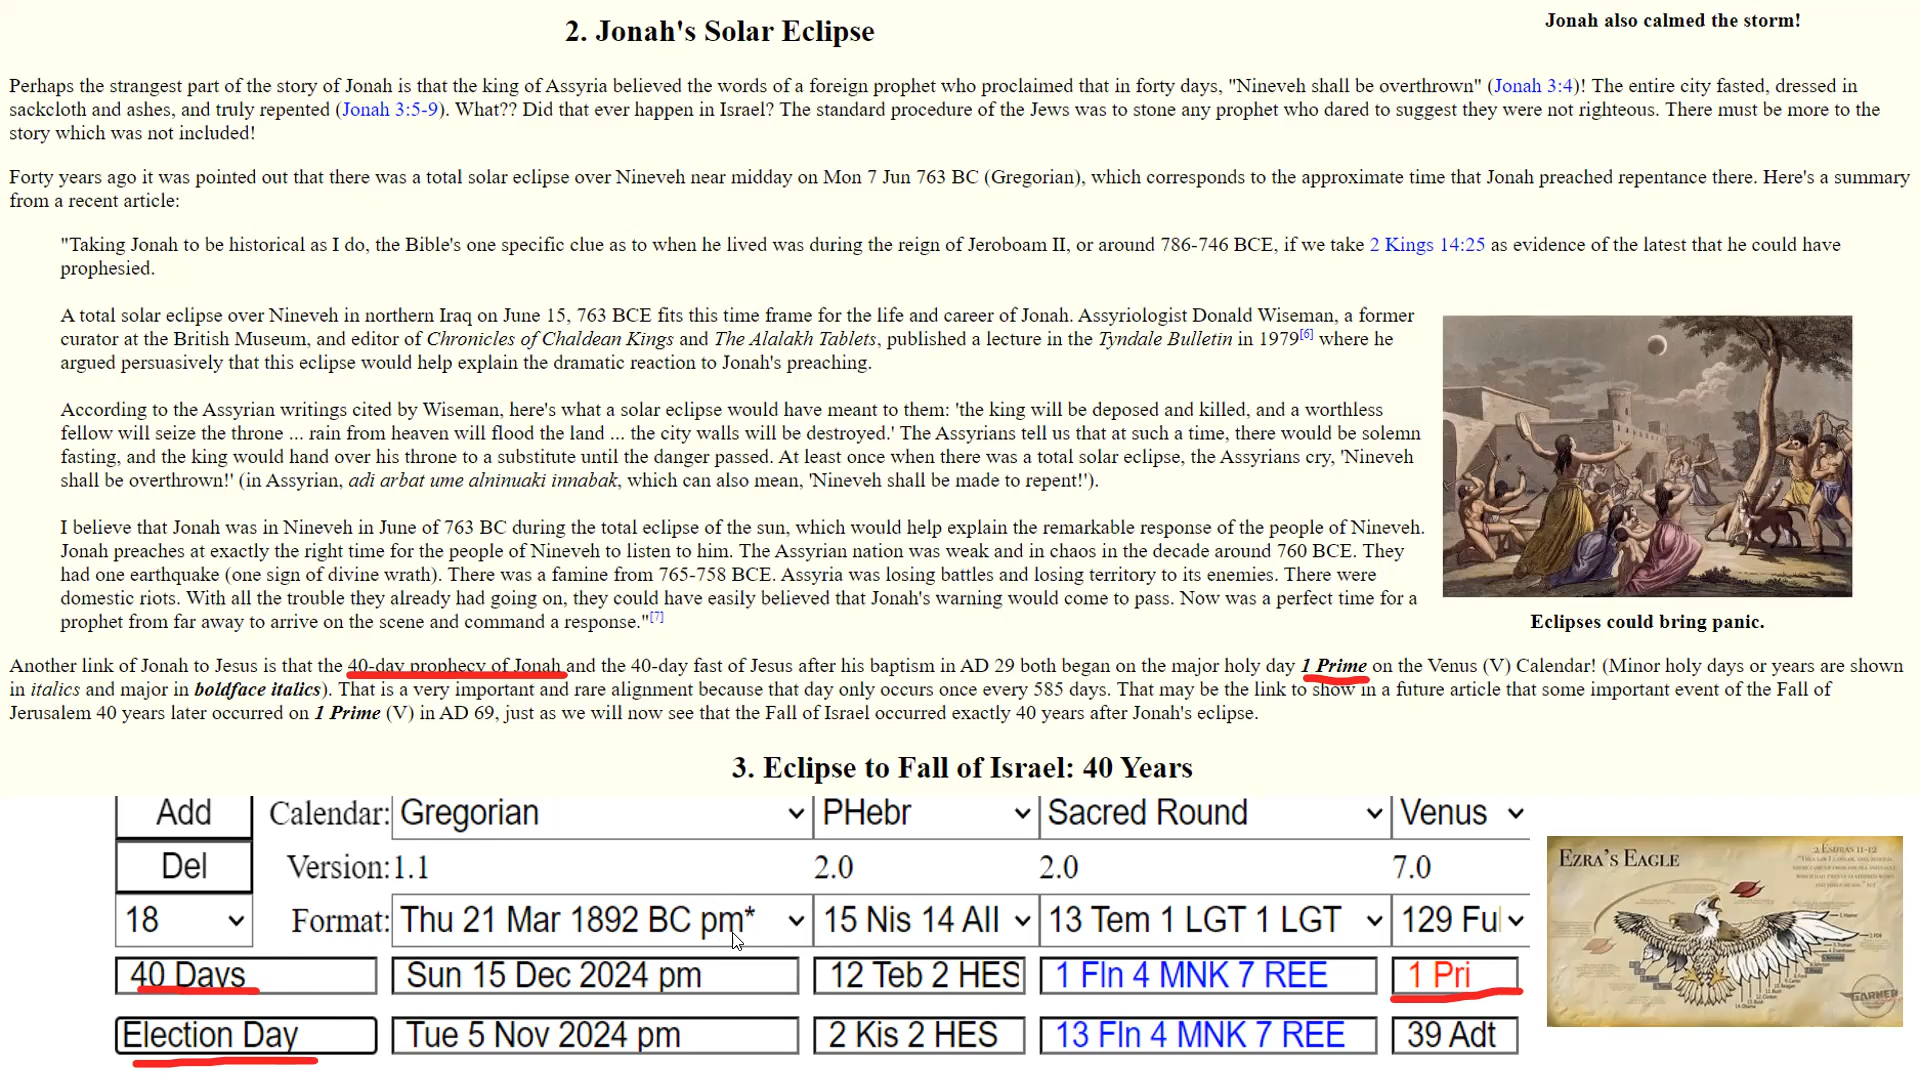 Jonah also calmed the storm!
2. Jonah's Solar Eclipse
Perhaps the strangest part of the story of Jonah is that the king of Assyria believed the words of a foreign prophet who proclaimed that in forty days, "Nineveh shall be overthrown" (Jonah 3:4)! The entire city fasted, dressed in
sackcloth and ashes, and truly repented (Jonah 3:5-9). What?? Did that ever happen in Israel? The standard procedure of the Jews was to stone any prophet who dared to suggest they were not righteous. There must be more to the
story which was not included!
Forty years ago it was pointed out that there was a total solar eclipse over Nineveh near midday on Mon 7 Jun 763 BC (Gregorian), which corresponds to the approximate time that Jonah preached repentance there. Here's a summary
from a recent article:
"Taking Jonah to be historical as I do, the Bible's one specific clue as to when he lived was during the reign of Jeroboam II, or around 786-746 BCE, if we take 2 Kings 14:25 as evidence of the latest that he could have
prophesied.
A total solar eclipse over Nineveh in northern Iraq on June 15, 763 BCE fits this time frame for the life and career of Jonah. Assyriologist Donald Wiseman, a former
curator at the British Museum, and editor of Chronicles of Chaldean Kings and The Alalakh Tablets, published a lecture in the Tyndale Bulletin in 1979[6] where he
argued persuasively that this eclipse would help explain the dramatic reaction to Jonah's preaching.
According to the Assyrian writings cited by Wiseman, here's what a solar eclipse would have meant to them: 'the king will be deposed and killed, and a worthless
fellow will seize the throne ... rain from heaven will flood the land ... the city walls will be destroyed.' The Assyrians tell us that at such a time, there would be solemn
fasting, and the king would hand over his throne to a substitute until the danger passed. At least once when there was a total solar eclipse, the Assyrians cry, 'Nineveh
shall be overthrown!' (in Assyrian, adi arbat ume alninuaki innabak, which can also mean, 'Nineveh shall be made to repent!').
I believe that Jonah was in Nineveh in June of 763 BC during the total eclipse of the sun, which would help explain the remarkable response of the people of Nineveh.
Jonah preaches at exactly the right time for the people of Nineveh to listen to him. The Assyrian nation was weak and in chaos in the decade around 760 BCE. They
had one earthquake (one sign of divine wrath). There was a famine from 765-758 BCE. Assyria was losing battles and losing territory to its enemies. There were
domestic riots. With all the trouble they already had going on, they could have easily believed that Jonah's warning would come to pass. Now was a perfect time for a
prophet from far away to arrive on the scene and command a response."[7]
Eclipses could bring panic.
Another link of Jonah to Jesus is that the 40-day prophecy of Jonah and the 40-day fast of Jesus after his baptism in AD 29 both began on the major holy day 1 Prime on the Venus (V) Calendar! (Minor holy days or years are shown
in italics and major in boldface italics). That is a very important and rare alignment because that day only occurs once every 585 days. That may be the link to show in a future article that some important event of the Fall of
Jerusalem 40 years later occurred on 1 Prime (V) in AD 69, just as we will now see that the Fall of Israel occurred exactly 40 years after Jonah's eclipse.
3. Eclipse to Fall of Israel: 40 Years
Add Calendar: Gregorian PHebr Sacred Round Venus
Del Version: 1.1 2.0 2.0 7.0
18 Format: Thu 21 Mar 1892 BC pm* 15 Nis 14 All 13 Tem 1 LGT 1 LGT 129 Ful
40 Days Sun 15 Dec 2024 pm 12 Teb 2 HES 1 Fln 4 MNK 7 REE 1 Pri
Election Day Tue 5 Nov 2024 pm 2 Kis 2 HES 13 Fln 4 MNK 7 REE 39 Adt
EZRA'S EAGLE
2 ESDRAS 11-12
GARNER